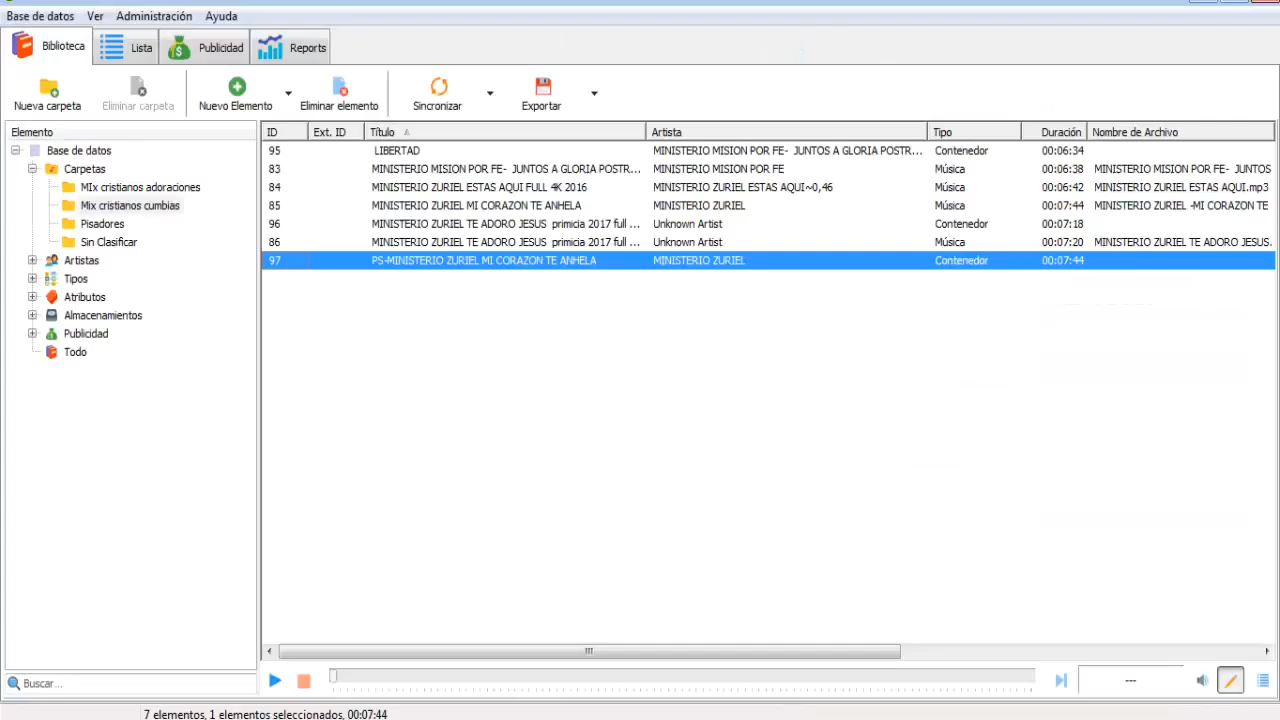 Base de datos Ver Administración Ayuda
Biblioteca Lista Publicidad Reports
Nueva carpeta Eliminar carpeta Nuevo Elemento Eliminar elemento Sincronizar Exportar
Elemento
Base de datos
Carpetas
MIx cristianos adoraciones
Mix cristianos cumbias
Pisadores
Sin Clasificar
Artistas
Tipos
Atributos
Almacenamientos
Publicidad
Todo
Buscar...
ID Ext. ID Título Artista Tipo Duración Nombre de Archivo
95 LIBERTAD MINISTERIO MISION POR FE- JUNTOS A GLORIA POSTR... Contenedor 00:06:34
83 MINISTERIO MISION POR FE- JUNTOS A GLORIA POSTR... MINISTERIO MISION POR FE Música 00:06:38 MINISTERIO MISION POR FE- JUNTOS
84 MINISTERIO ZURIEL ESTAS AQUI FULL 4K 2016 MINISTERIO ZURIEL ESTAS AQUI~0,46 Música 00:06:42 MINISTERIO ZURIEL ESTAS AQUI.mp3
85 MINISTERIO ZURIEL MI CORAZON TE ANHELA MINISTERIO ZURIEL Música 00:07:44 MINISTERIO ZURIEL -MI CORAZON TE
96 MINISTERIO ZURIEL TE ADORO JESUS primicia 2017 full ... Unknown Artist Contenedor 00:07:18
86 MINISTERIO ZURIEL TE ADORO JESUS primicia 2017 full ... Unknown Artist Música 00:07:20 MINISTERIO ZURIEL TE ADORO JESUS.
97 PS-MINISTERIO ZURIEL MI CORAZON TE ANHELA MINISTERIO ZURIEL Contenedor 00:07:44
---
7 elementos, 1 elementos seleccionados, 00:07:44